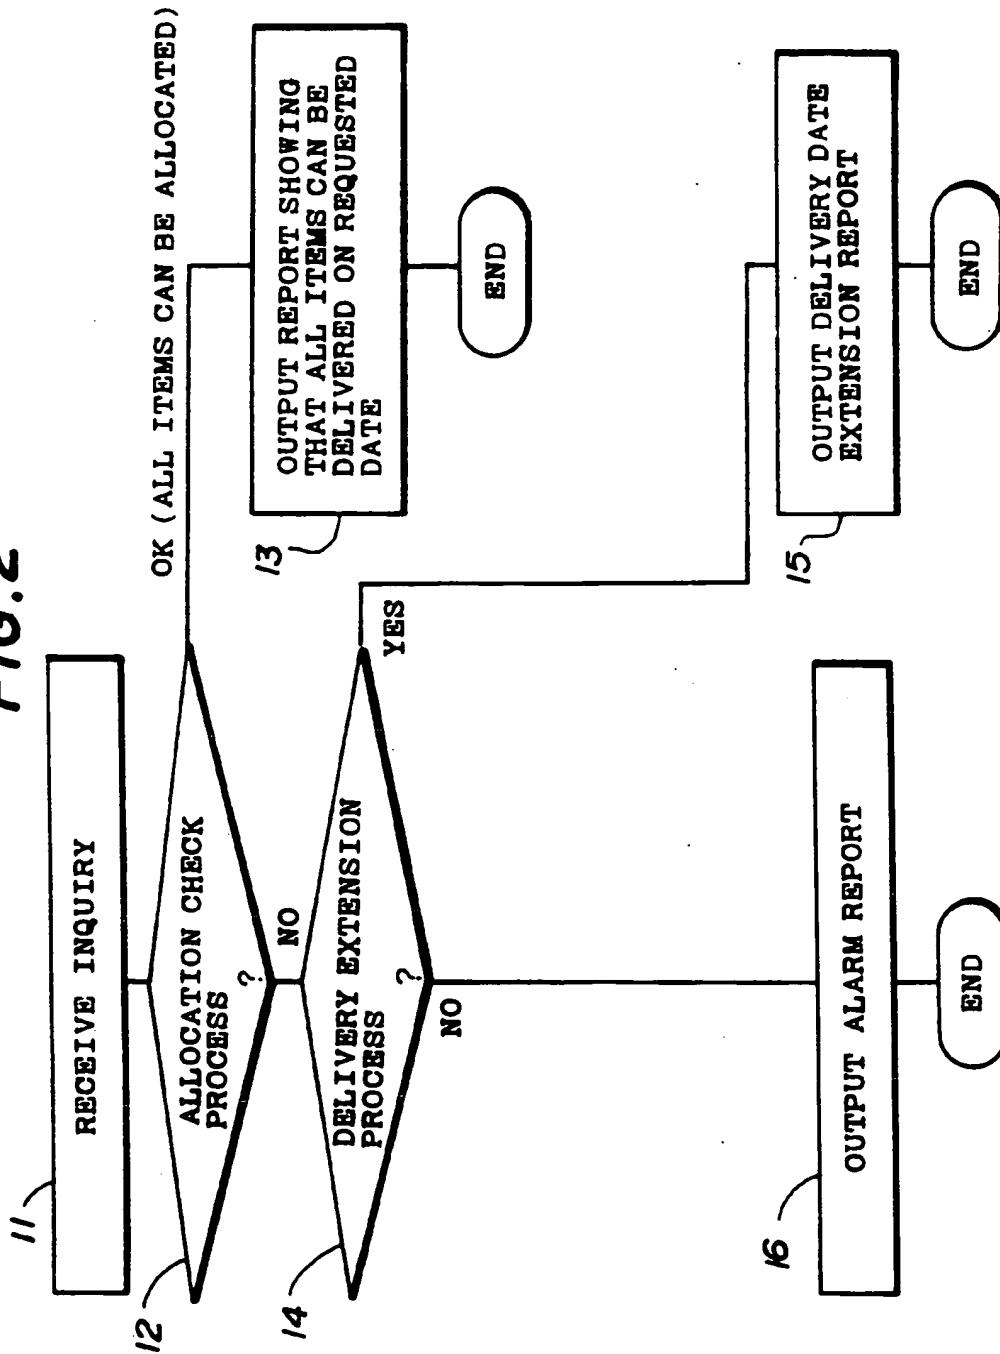 FIG.2
11
RECEIVE INQUIRY
12
ALLOCATION CHECK
PROCESS
?
OK (ALL ITEMS CAN BE ALLOCATED)
NO
13
OUTPUT REPORT SHOWING
THAT ALL ITEMS CAN BE
DELIVERED ON REQUESTED
DATE
END
14
DELIVERY EXTENSION
PROCESS
?
YES
NO
15
OUTPUT DELIVERY DATE
EXTENSION REPORT
END
16
OUTPUT ALARM REPORT
END